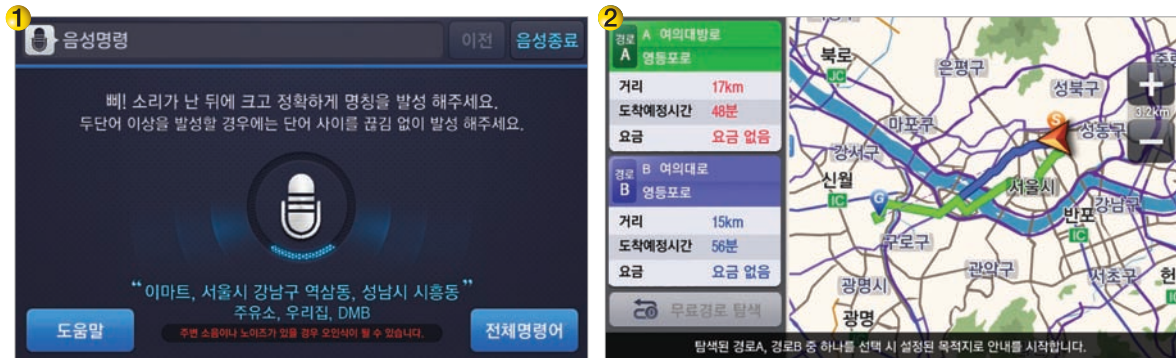 1
음성명령
이전
음성종료
삐! 소리가 난 뒤에 크고 정확하게 명칭을 발성 해주세요.
두단어 이상을 발성할 경우에는 단어 사이를 끊김 없이 발성 해주세요.
“이마트, 서울시 강남구 역삼동, 성남시 시흥동”
주유소, 우리집, DMB
주변 소음이나 노이즈가 있을 경우 오인식이 될 수 있습니다.
도움말
전체명령어
2
경로 A 여의대방로
A 영등포로
거리 17km
도착예정시간 48분
요금 요금 없음
경로 B 여의대로
B 영등포로
거리 15km
도착예정시간 56분
요금 요금 없음
무료경로 탐색
북로
JC
은평구
성북구
3.2km
마포구
S
성동구
강서구
신월
IC
서울시
G
강남구
반포
IC
구로구
관악구
서초구
광명시
광명
탐색된 경로A, 경로B 중 하나를 선택 시 설정된 목적지로 안내를 시작합니다.